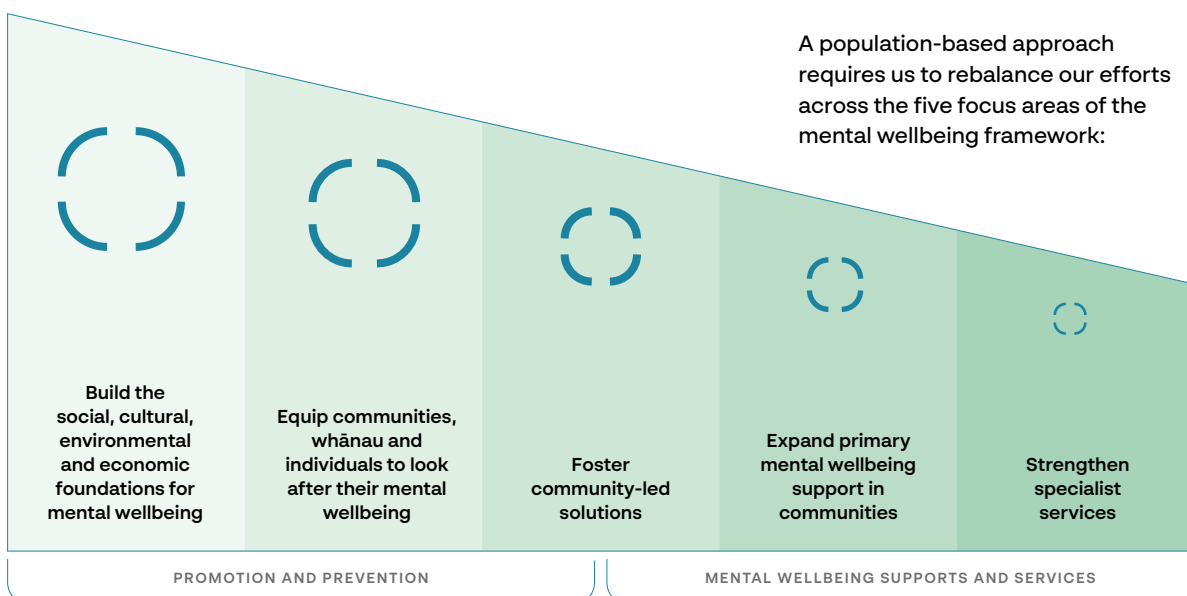 A population-based approach
requires us to rebalance our efforts
across the five focus areas of the
mental wellbeing framework:
Build the
social, cultural,
environmental
and economic
foundations for
mental wellbeing
Equip communities,
whānau and
individuals to look
after their mental
wellbeing
Foster
community-led
solutions
Expand primary
mental wellbeing
support in
communities
Strengthen
specialist
services
PROMOTION AND PREVENTION
MENTAL WELLBEING SUPPORTS AND SERVICES